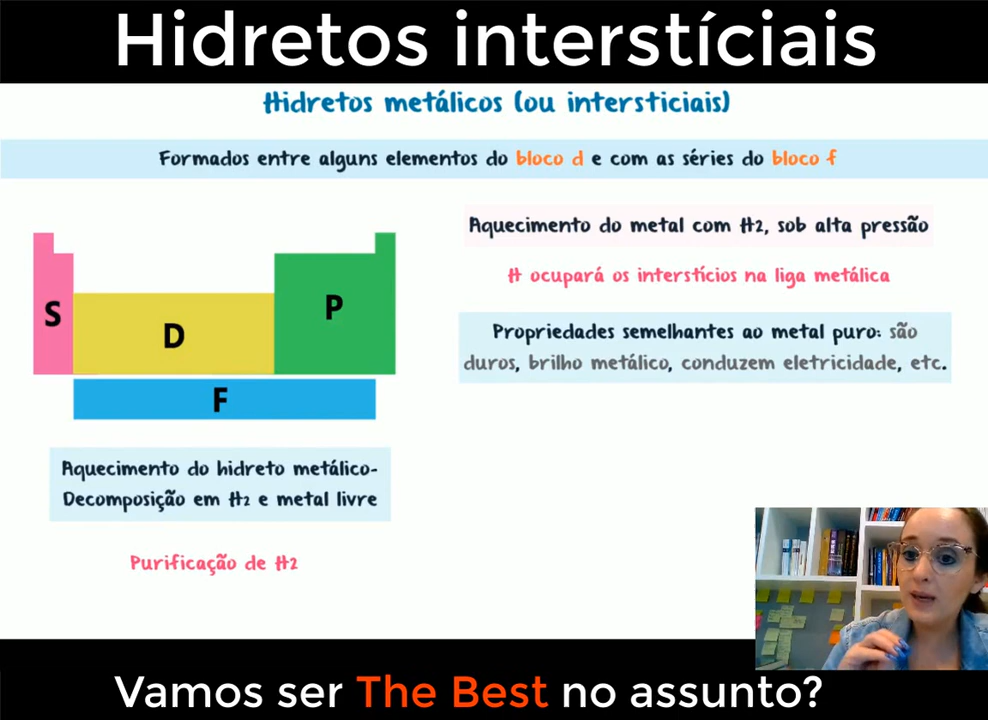 Hidretos interstíciais
Hidretos metálicos (ou intersticiais)
Formados entre alguns elementos do bloco d e com as séries do bloco f
Aquecimento do metal com H2, sob alta pressão
H ocupará os interstícios na liga metálica
Propriedades semelhantes ao metal puro: são
duros, brilho metálico, conduzem eletricidade, etc.
S
D
P
F
Aquecimento do hidreto metálico-
Decomposição em H2 e metal livre
Purificação de H2
Vamos ser The Best no assunto?